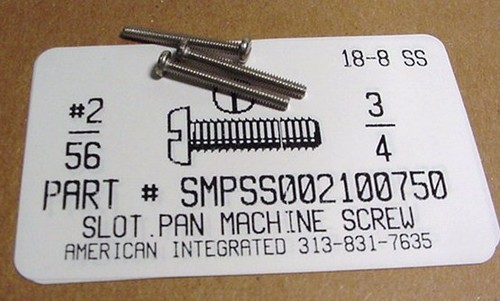 18-8 SS
#2
56
3
4
PART # SMPSS002100750
SLOT.PAN MACHINE SCREW
AMERICAN INTEGRATED 313-831-7635